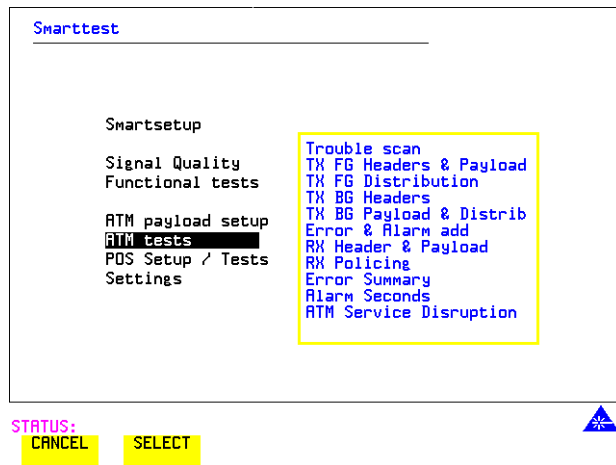 Smarttest
Smartsetup
Signal Quality
Functional tests
ATM payload setup
ATM tests
POS Setup / Tests
Settings
Trouble scan
TX FG Headers & Payload
TX FG Distribution
TX BG Headers
TX BG Payload & Distrib
Error & Alarm add
RX Header & Payload
RX Policing
Error Summary
Alarm Seconds
ATM Service Disruption
STATUS:
CANCEL SELECT